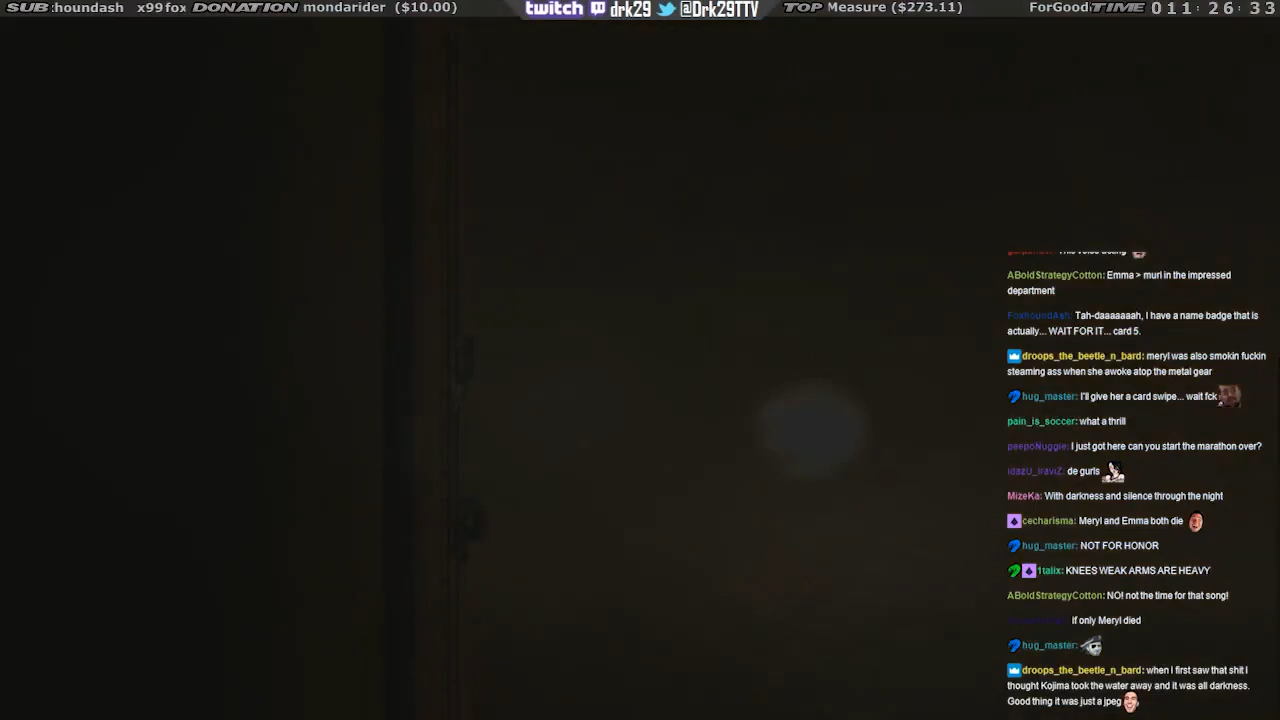 SUB :houndash x99fox DONATION mondarider ($10.00) twitch drk29 @Drk29TTV TOP Measure ($273.11) ForGood TIME 011:26:33
ABoldStrategyCotton: Emma > murl in the impressed
department
FoxhoundAsh: Tah-daaaaaaah, I have a name badge that is
actually... WAIT FOR IT... card 5.
droops_the_beetle_n_bard: meryl was also smokin fuckin
steaming ass when she awoke atop the metal gear
hug_master: I'll give her a card swipe... wait fck
pain_is_soccer: what a thrill
peepoNuggie: I just got here can you start the marathon over?
de gurls
MizeKa: With darkness and silence through the night
cecharisma: Meryl and Emma both die
hug_master: NOT FOR HONOR
1talix: KNEES WEAK ARMS ARE HEAVY
ABoldStrategyCotton: NO! not the time for that song!
if only Meryl died
hug_master:
droops_the_beetle_n_bard: when I first saw that shit I
thought Kojima took the water away and it was all darkness.
Good thing it was just a jpeg